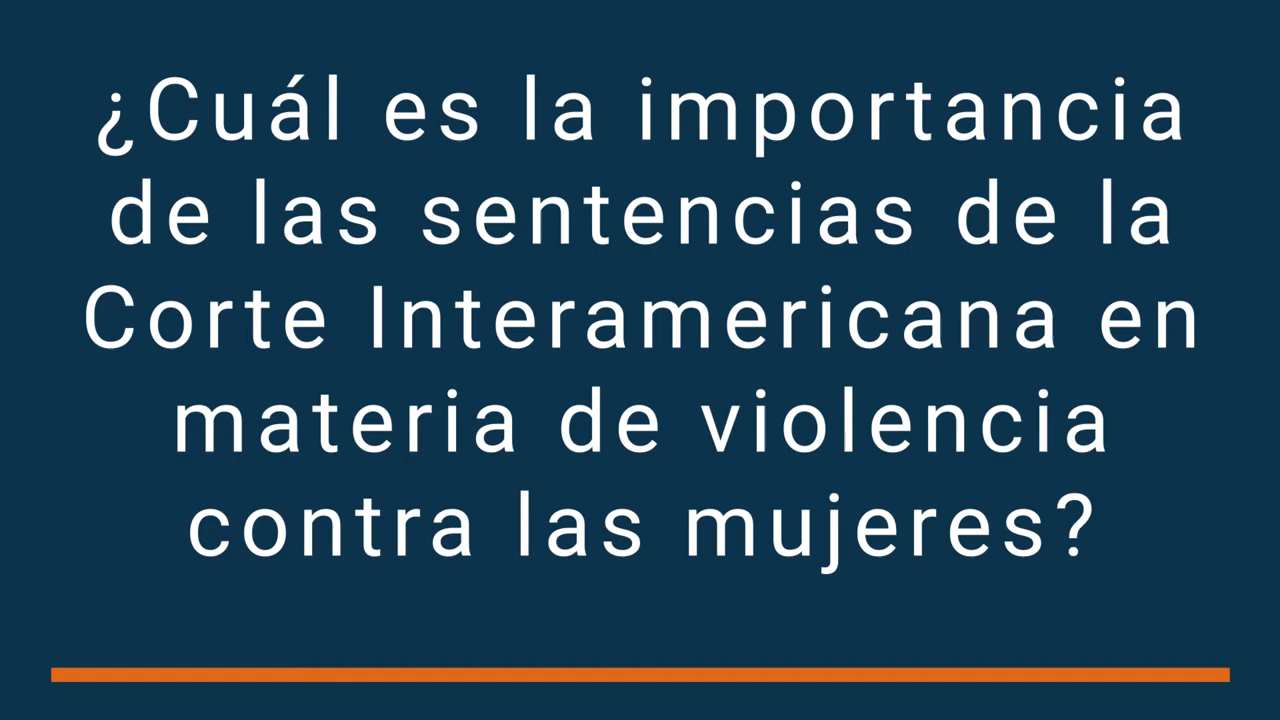 ¿Cuál es la importancia
de las sentencias de la
Corte Interamericana en
materia de violencia
contra las mujeres?